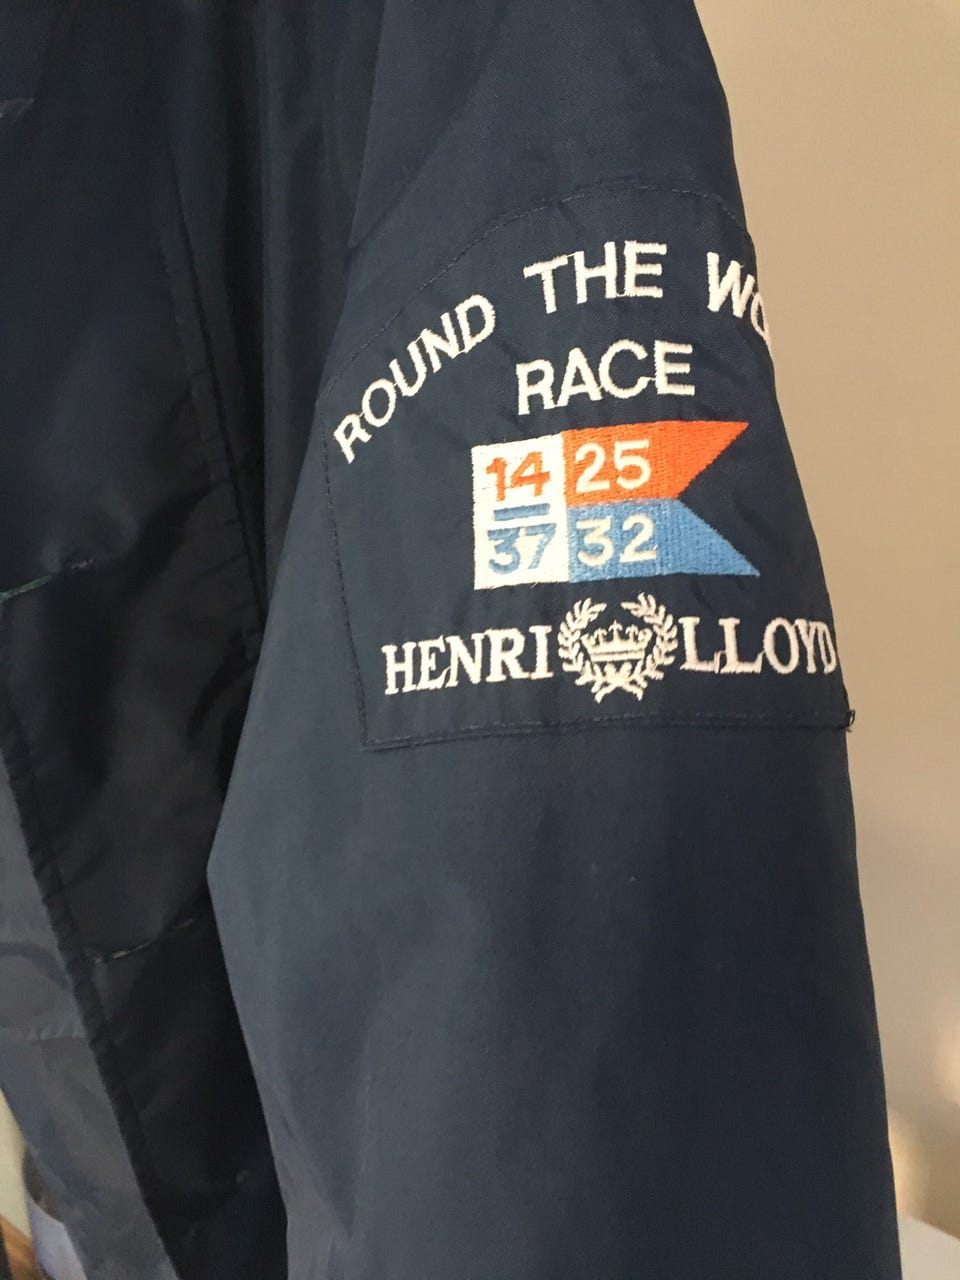 ROUND THE WO
RACE
14 25
37 32
HENRI LLOYD